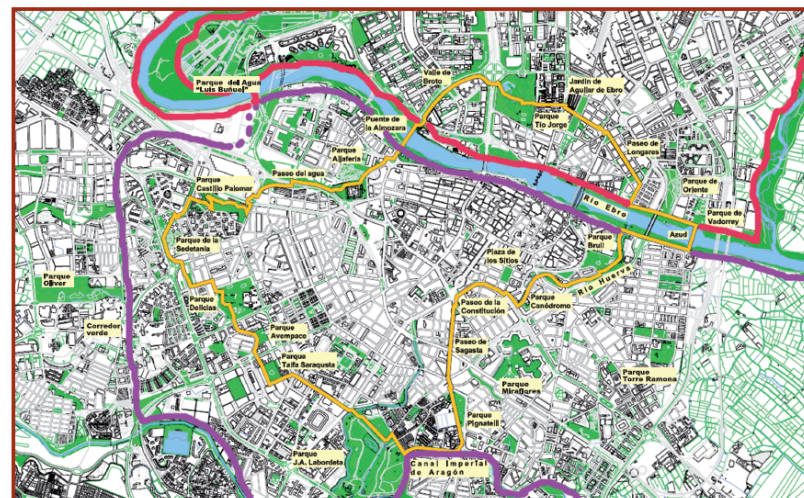 Parque del Agua
"Luis Buñuel"
Valle de
Broto
Jardín de
Aguilar de Ebro
Puente de
la Almozara
Parque
Tío Jorge
Parque
Aljafería
Paseo de
Longares
Parque
Castillo Palomar
Paseo del agua
Parque de
Oriente
Río Ebro
Parque de
Vadorrey
Azud
Parque de la
Sedetania
Parque
Bruil
Plaza de
los Sitios
Río Huerva
Parque
Oliver
Parque
Delicias
Paseo de la
Constitución
Parque
Canódromo
Corredor
verde
Parque
Avempace
Paseo de
Sagasta
Parque
Taifa Saraqusta
Parque
Torre Ramona
Parque
Miraflores
Parque
Pignatelli
Parque
J.A. Labordeta
Canal Imperial
de Aragón